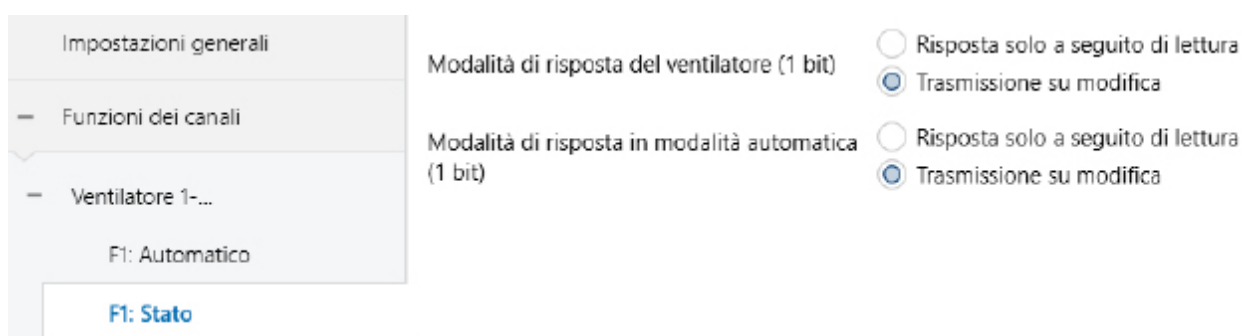 Impostazioni generali
Funzioni dei canali
Ventilatore 1-...
F1: Automatico
F1: Stato
Modalità di risposta del ventilatore (1 bit)
Risposta solo a seguito di lettura
Trasmissione su modifica
Modalità di risposta in modalità automatica
(1 bit)
Risposta solo a seguito di lettura
Trasmissione su modifica